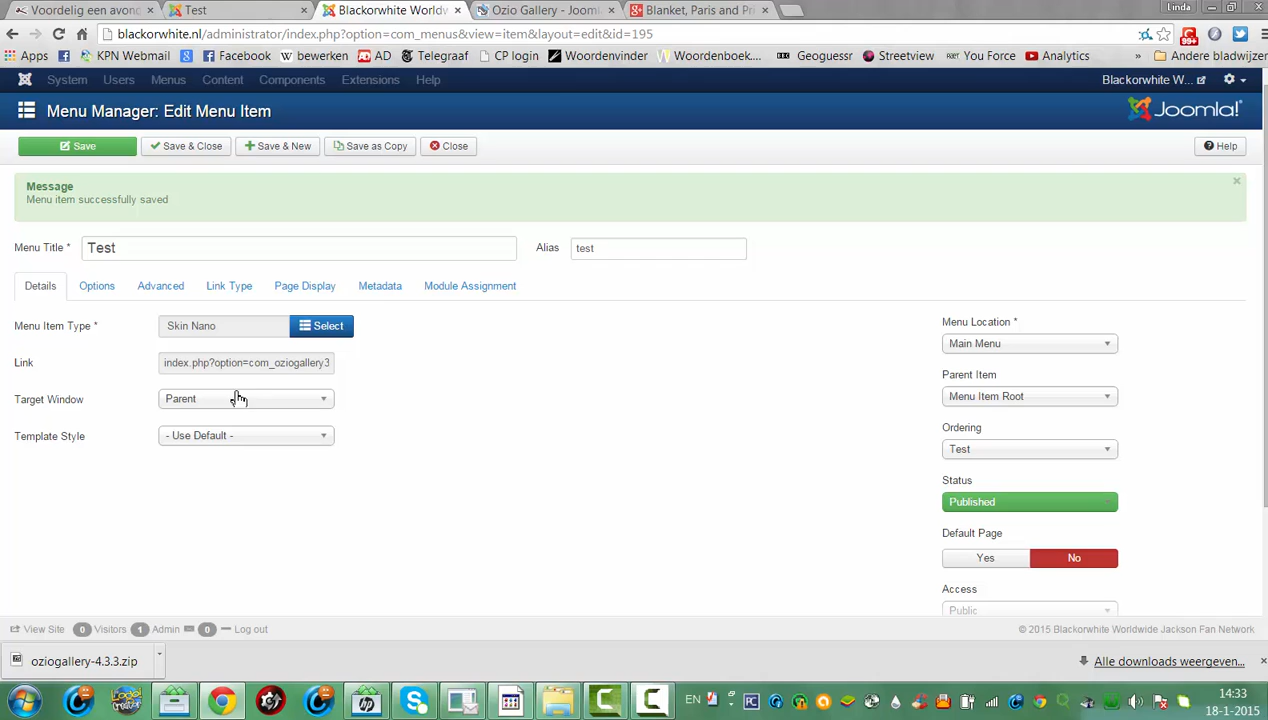 Voordelig een avond
Test
Blackorwhite World
Ozio Gallery - Jooml
Blanket, Paris and Pr
Linda
blackorwhite.nl/administrator/index.php?option=com_menus&view=item&layout=edit&id=195
99+
Apps
KPN Webmail
Facebook
bewerken
AD
Telegraaf
CP login
Woordenvinder
Woordenboek....
Geoguessr
Streetview
You Force
Analytics
»
Andere bladwijzers
System
Users
Menus
Content
Components
Extensions
Help
Blackorwhite W...
Menu Manager: Edit Menu Item
Joomla!
Save
Save & Close
Save & New
Save as Copy
Close
Help
Message
Menu item successfully saved
Menu Title *
Test
Alias
test
Details
Options
Advanced
Link Type
Page Display
Metadata
Module Assignment
Menu Item Type *
Skin Nano
Select
Link
index.php?option=com_oziogallery3
Target Window
Parent
Template Style
- Use Default -
Menu Location *
Main Menu
Parent Item
Menu Item Root
Ordering
Test
Status
Published
Default Page
Yes
No
Access
Public
View Site
0 Visitors
1 Admin
0
Log out
© 2015 Blackorwhite Worldwide Jackson Fan Network
oziogallery-4.3.3.zip
Alle downloads weergeven...
EN
14:33
18-1-2015